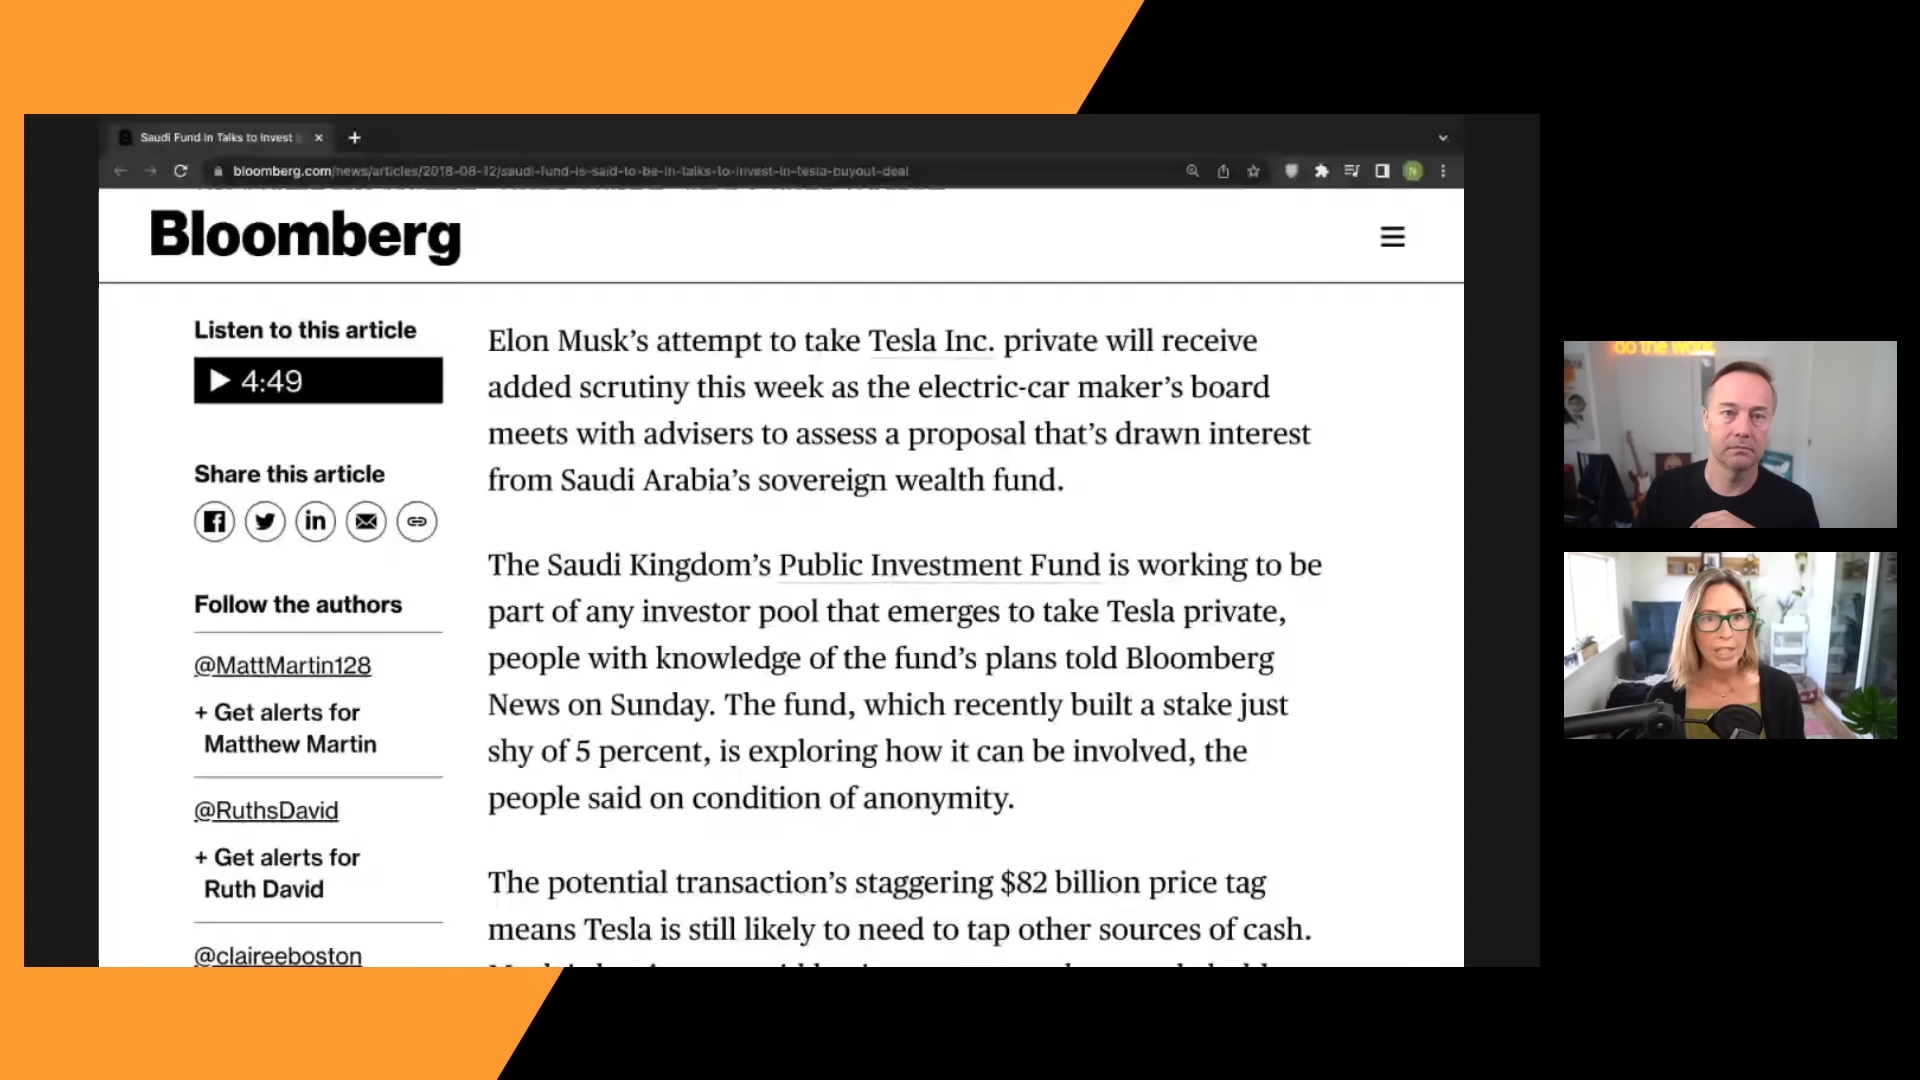 Saudi Fund in Talks to Invest
bloomberg.com/news/articles/2018-08-12/saudi-fund-is-said-to-be-in-talks-to-invest-in-tesla-buyout-deal
Bloomberg
Listen to this article
4:49
Share this article
Follow the authors
@MattMartin128
+ Get alerts for
Matthew Martin
@RuthsDavid
+ Get alerts for
Ruth David
@claireeboston
Elon Musk’s attempt to take Tesla Inc. private will receive
added scrutiny this week as the electric-car maker’s board
meets with advisers to assess a proposal that’s drawn interest
from Saudi Arabia’s sovereign wealth fund.
The Saudi Kingdom’s Public Investment Fund is working to be
part of any investor pool that emerges to take Tesla private,
people with knowledge of the fund’s plans told Bloomberg
News on Sunday. The fund, which recently built a stake just
shy of 5 percent, is exploring how it can be involved, the
people said on condition of anonymity.
The potential transaction’s staggering $82 billion price tag
means Tesla is still likely to need to tap other sources of cash.
do the work.